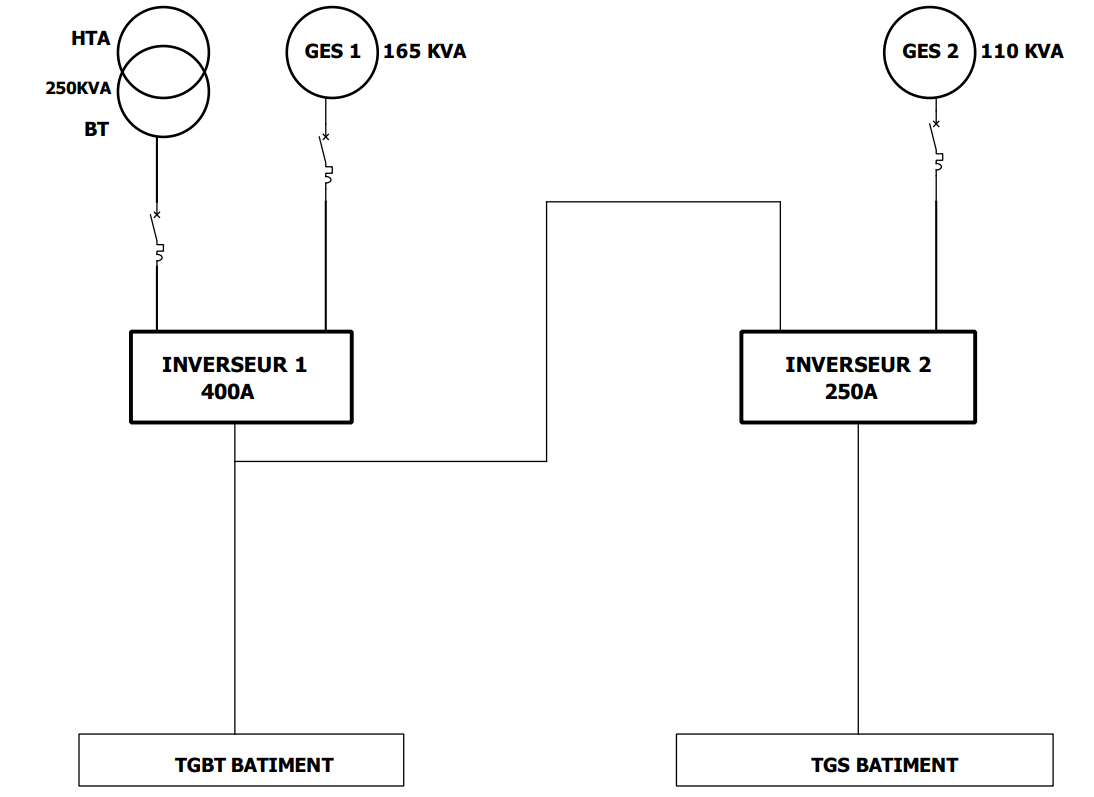 HTA
250KVA
BT
GES 1
165 KVA
GES 2
110 KVA
INVERSEUR 1
400A
INVERSEUR 2
250A
TGBT BATIMENT
TGS BATIMENT